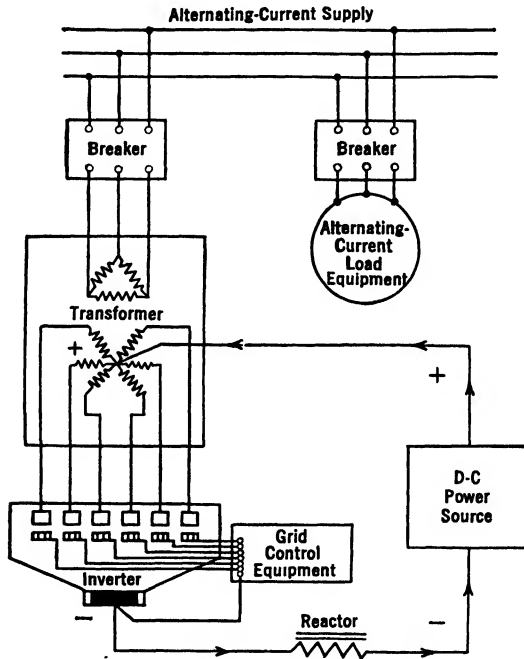 Alternating-Current Supply
Breaker
Breaker
Alternating-
Current
Load
Equipment
Transformer
+
+
D-C
Power
Source
Grid
Control
Equipment
Inverter
−
Reactor
−